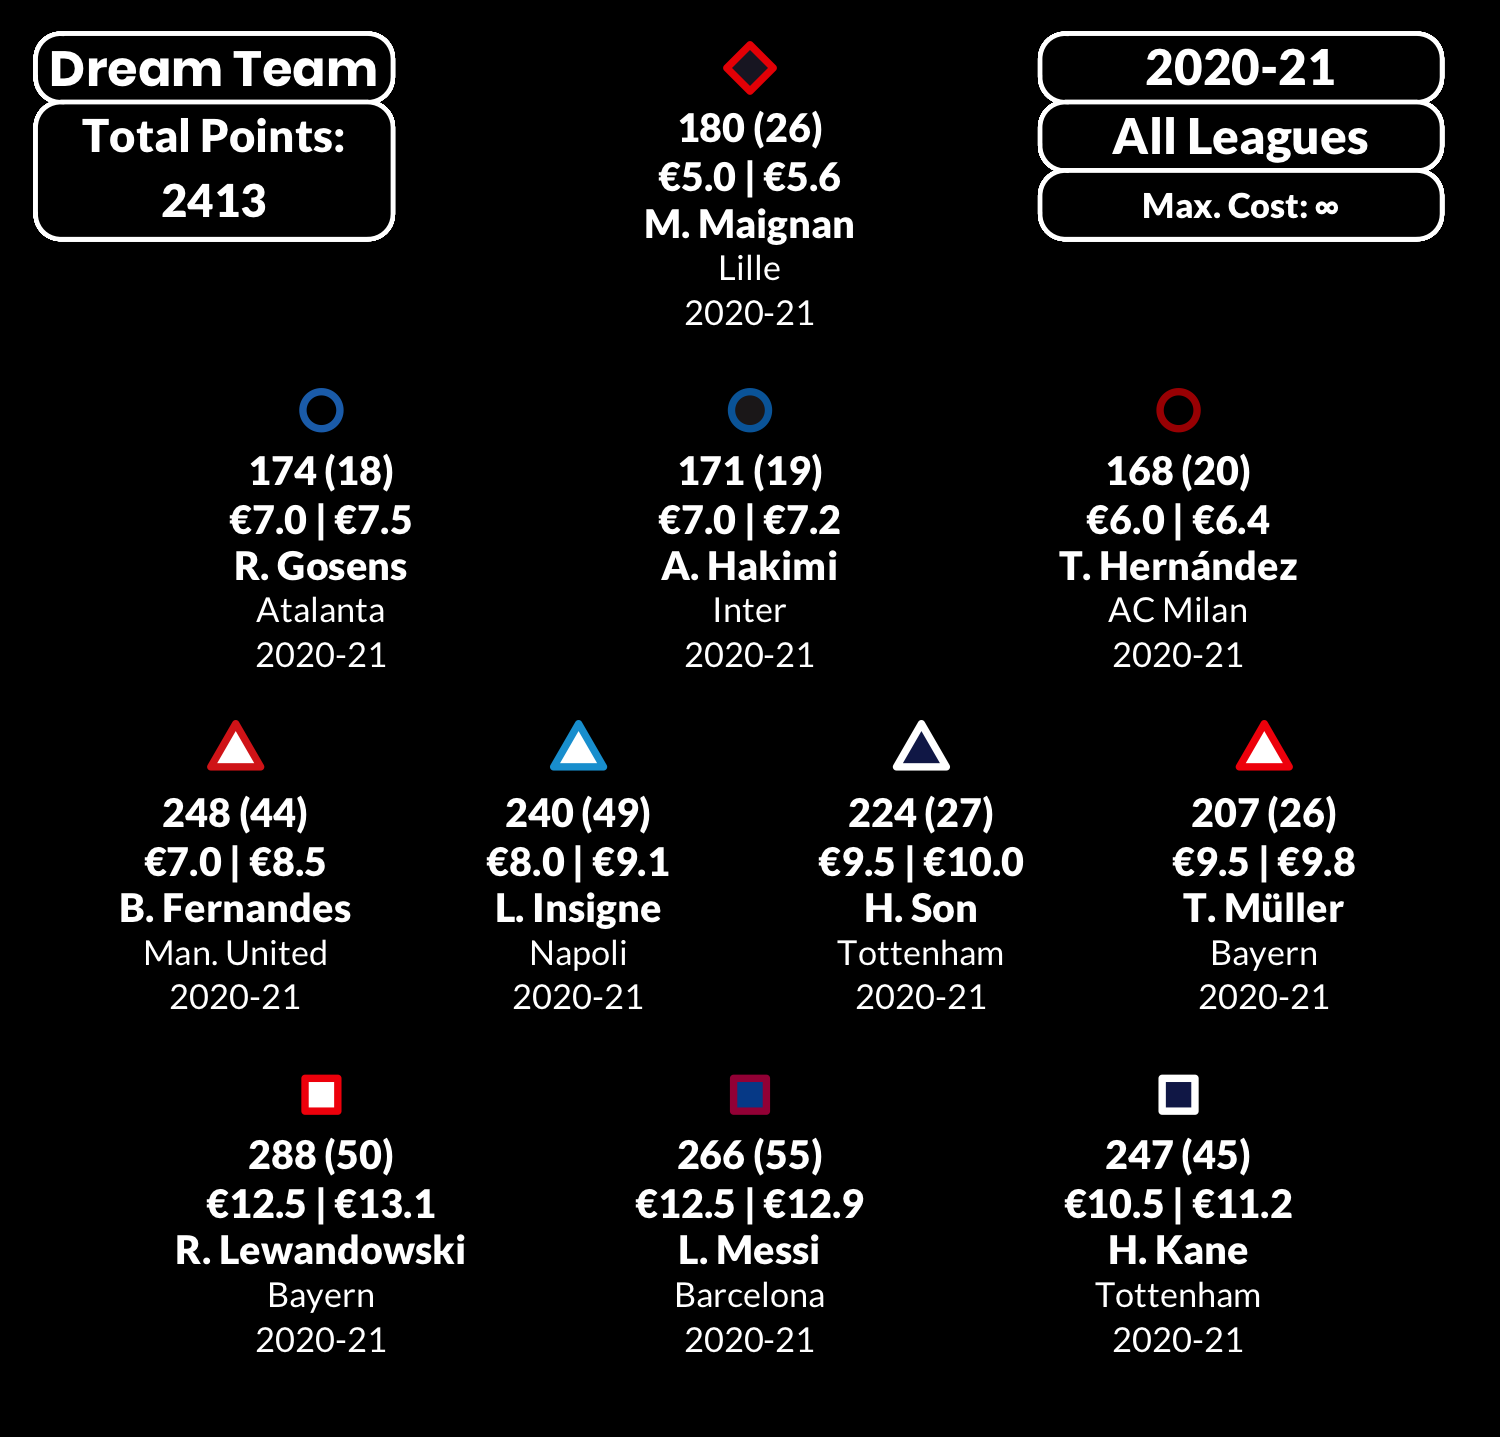 Dream Team
Total Points:
2413
2020-21
All Leagues
Max. Cost: ∞
180 (26)
€5.0 | €5.6
M. Maignan
Lille
2020-21
174 (18)
€7.0 | €7.5
R. Gosens
Atalanta
2020-21
171 (19)
€7.0 | €7.2
A. Hakimi
Inter
2020-21
168 (20)
€6.0 | €6.4
T. Hernández
AC Milan
2020-21
248 (44)
€7.0 | €8.5
B. Fernandes
Man. United
2020-21
240 (49)
€8.0 | €9.1
L. Insigne
Napoli
2020-21
224 (27)
€9.5 | €10.0
H. Son
Tottenham
2020-21
207 (26)
€9.5 | €9.8
T. Müller
Bayern
2020-21
288 (50)
€12.5 | €13.1
R. Lewandowski
Bayern
2020-21
266 (55)
€12.5 | €12.9
L. Messi
Barcelona
2020-21
247 (45)
€10.5 | €11.2
H. Kane
Tottenham
2020-21